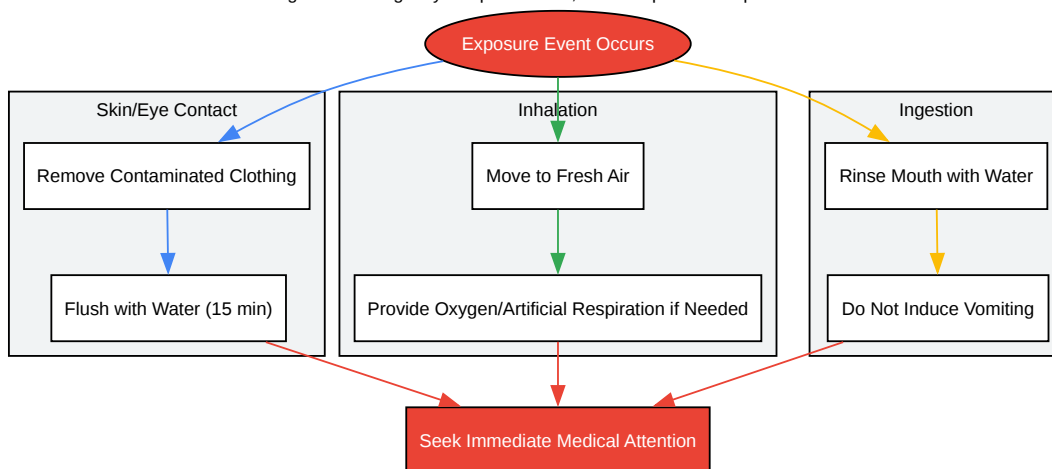 Exposure Event Occurs
Skin/Eye Contact
Inhalation
Ingestion
Remove Contaminated Clothing
Move to Fresh Air
Rinse Mouth with Water
Flush with Water (15 min)
Provide Oxygen/Artificial Respiration if Needed
Do Not Induce Vomiting
Seek Immediate Medical Attention